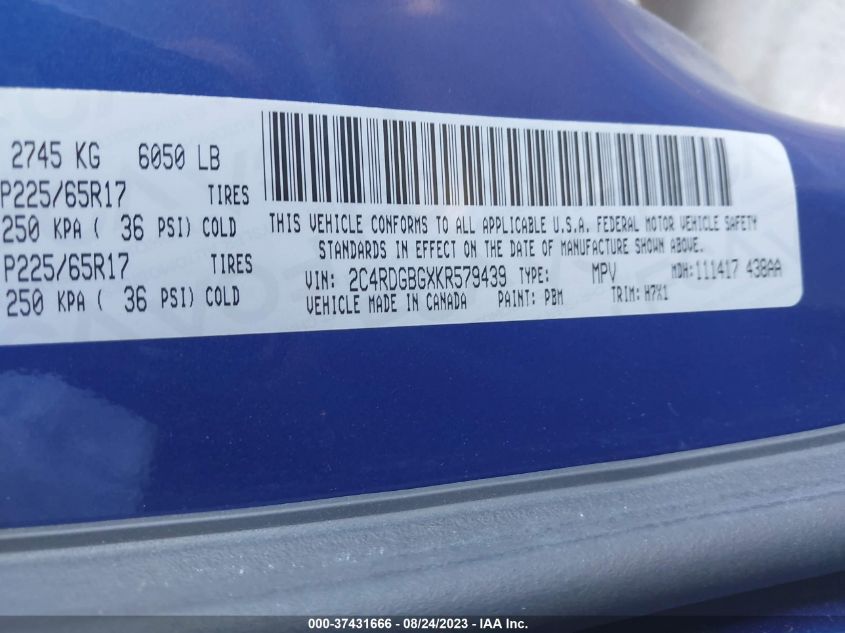 2745 KG 6050 LB
P225/65R17 TIRES
250 KPA ( 36 PSI) COLD
P225/65R17 TIRES
250 KPA ( 36 PSI) COLD
THIS VEHICLE CONFORMS TO ALL APPLICABLE U.S.A. FEDERAL MOTOR VEHICLE SAFETY
STANDARDS IN EFFECT ON THE DATE OF MANUFACTURE SHOWN ABOVE.
VIN: 2C4RDGBGXKR579439 TYPE: MPV MDH: 111417 438AA
VEHICLE MADE IN CANADA PAINT: PBM TRIM: H7X1
000-37431666 - 08/24/2023 - IAA Inc.